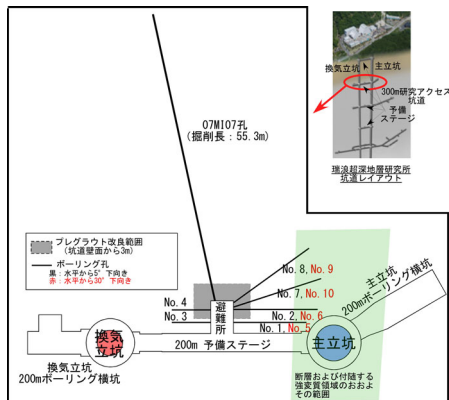 07MI07孔
(掘削長：55.3m)
換気立坑
主立坑
300m研究アクセス
坑道
予備
ステージ
瑞浪超深地層研究所
坑道レイアウト
プレグラウト改良範囲
(坑道壁面から3m)
ボーリング孔
黒：水平から5°下向き
赤：水平から30°下向き
No. 4
No. 3
避難所
No. 8, No. 9
No. 7, No. 10
No. 2, No. 6
No. 1, No. 5
主立坑
200mボーリング横坑
換気
立坑
200m 予備ステージ
主立坑
換気立坑
200mボーリング横坑
断層および付随する
強変質領域のおおよ
その範囲